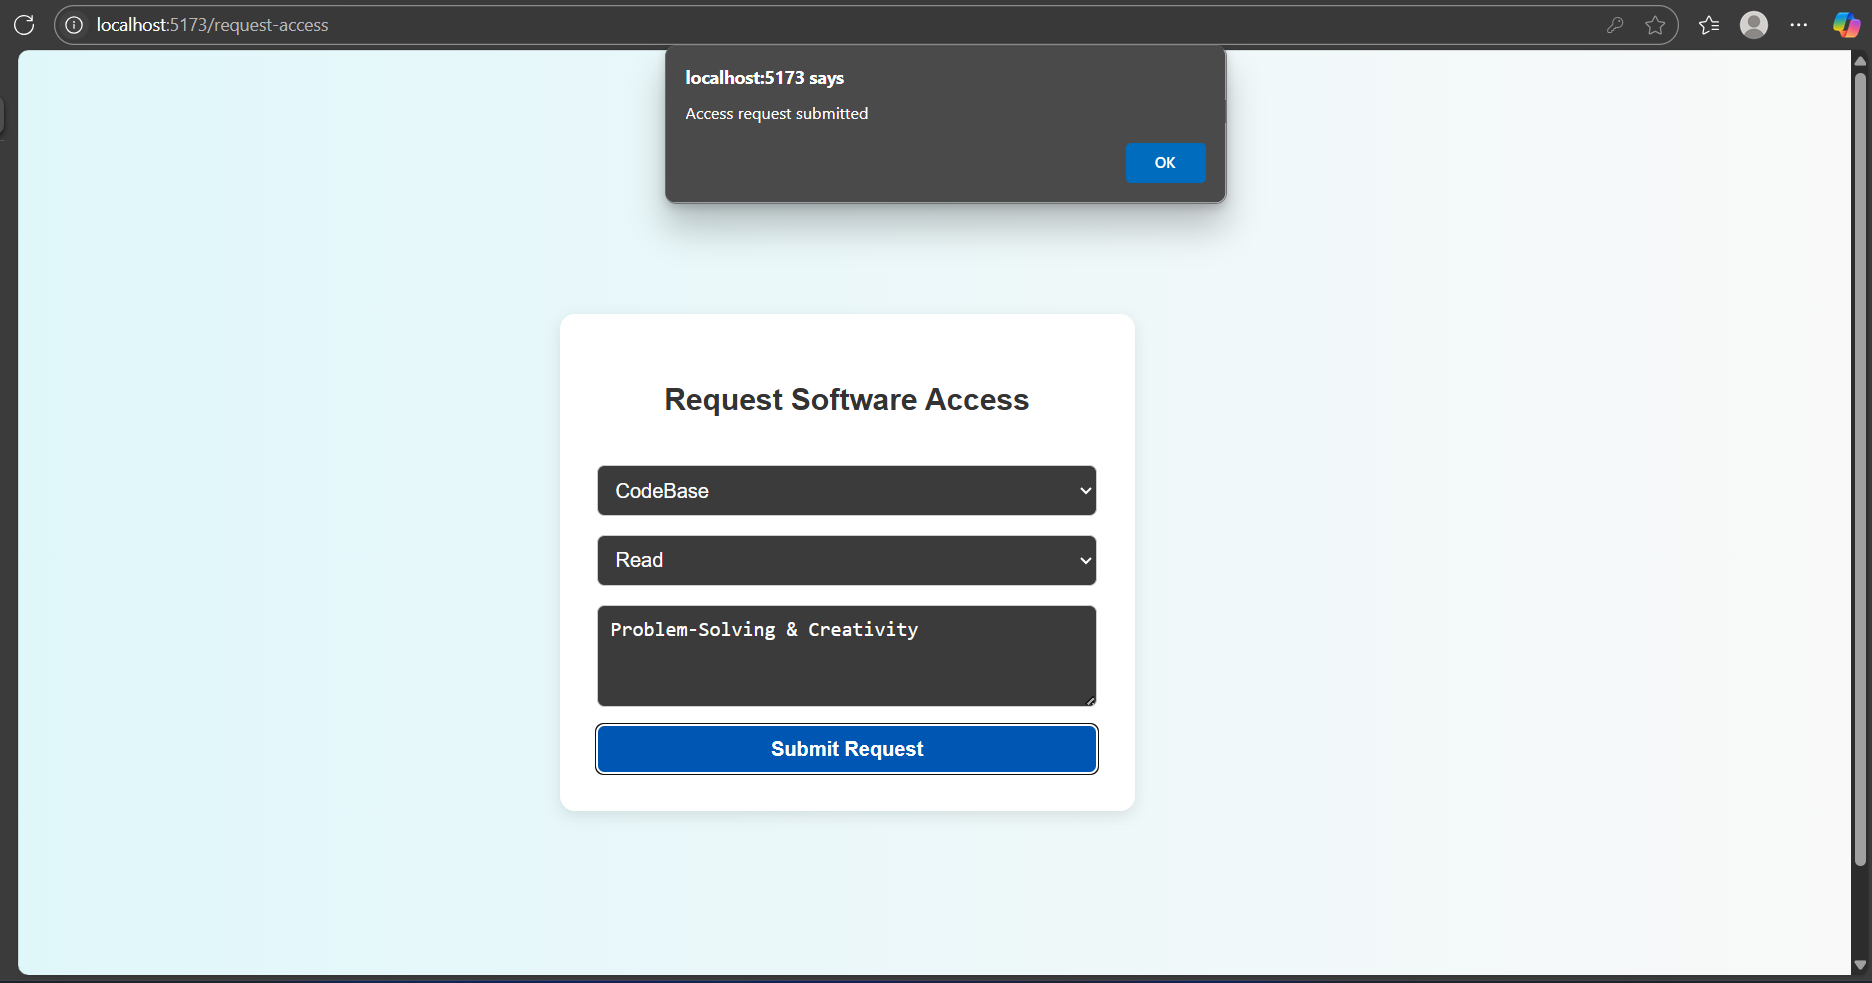 localhost:5173/request-access
localhost:5173 says
Access request submitted
OK
Request Software Access
CodeBase
Read
Problem-Solving & Creativity
Submit Request